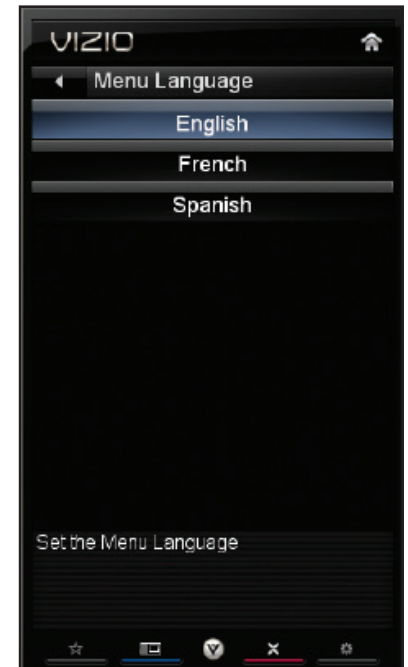 VIZIO
Menu Language
English
French
Spanish
Set the Menu Language